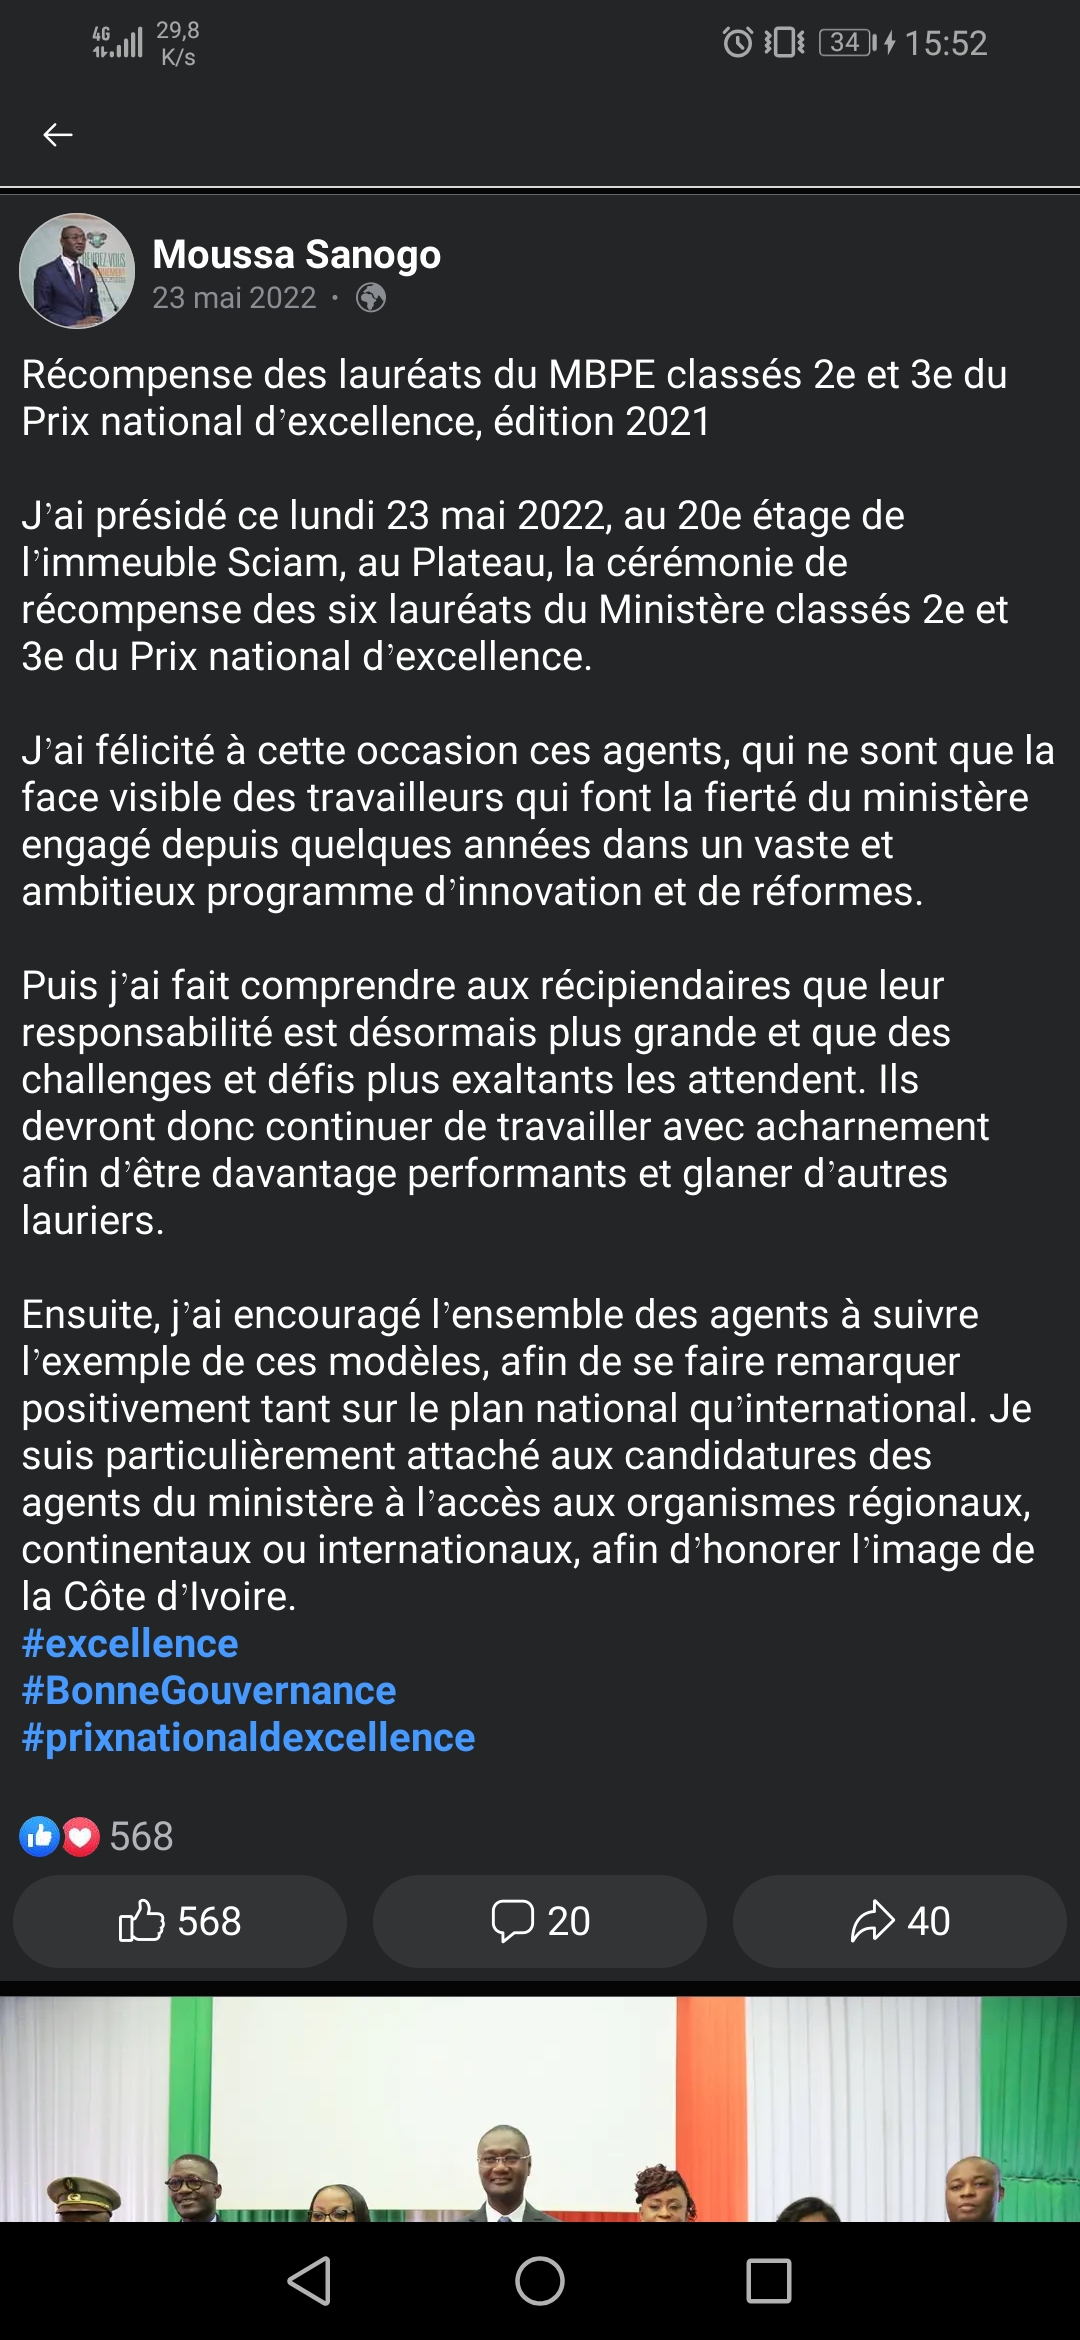 4G 29,8 K/s 34 15:52
Moussa Sanogo
23 mai 2022 ·
Récompense des lauréats du MBPE classés 2e et 3e du
Prix national d’excellence, édition 2021
J’ai présidé ce lundi 23 mai 2022, au 20e étage de
l’immeuble Sciam, au Plateau, la cérémonie de
récompense des six lauréats du Ministère classés 2e et
3e du Prix national d’excellence.
J’ai félicité à cette occasion ces agents, qui ne sont que la
face visible des travailleurs qui font la fierté du ministère
engagé depuis quelques années dans un vaste et
ambitieux programme d’innovation et de réformes.
Puis j’ai fait comprendre aux récipiendaires que leur
responsabilité est désormais plus grande et que des
challenges et défis plus exaltants les attendent. Ils
devront donc continuer de travailler avec acharnement
afin d’être davantage performants et glaner d’autres
lauriers.
Ensuite, j’ai encouragé l’ensemble des agents à suivre
l’exemple de ces modèles, afin de se faire remarquer
positivement tant sur le plan national qu’international. Je
suis particulièrement attaché aux candidatures des
agents du ministère à l’accès aux organismes régionaux,
continentaux ou internationaux, afin d’honorer l’image de
la Côte d’Ivoire.
#excellence
#BonneGouvernance
#prixnationaldexcellence
568
568 20 40